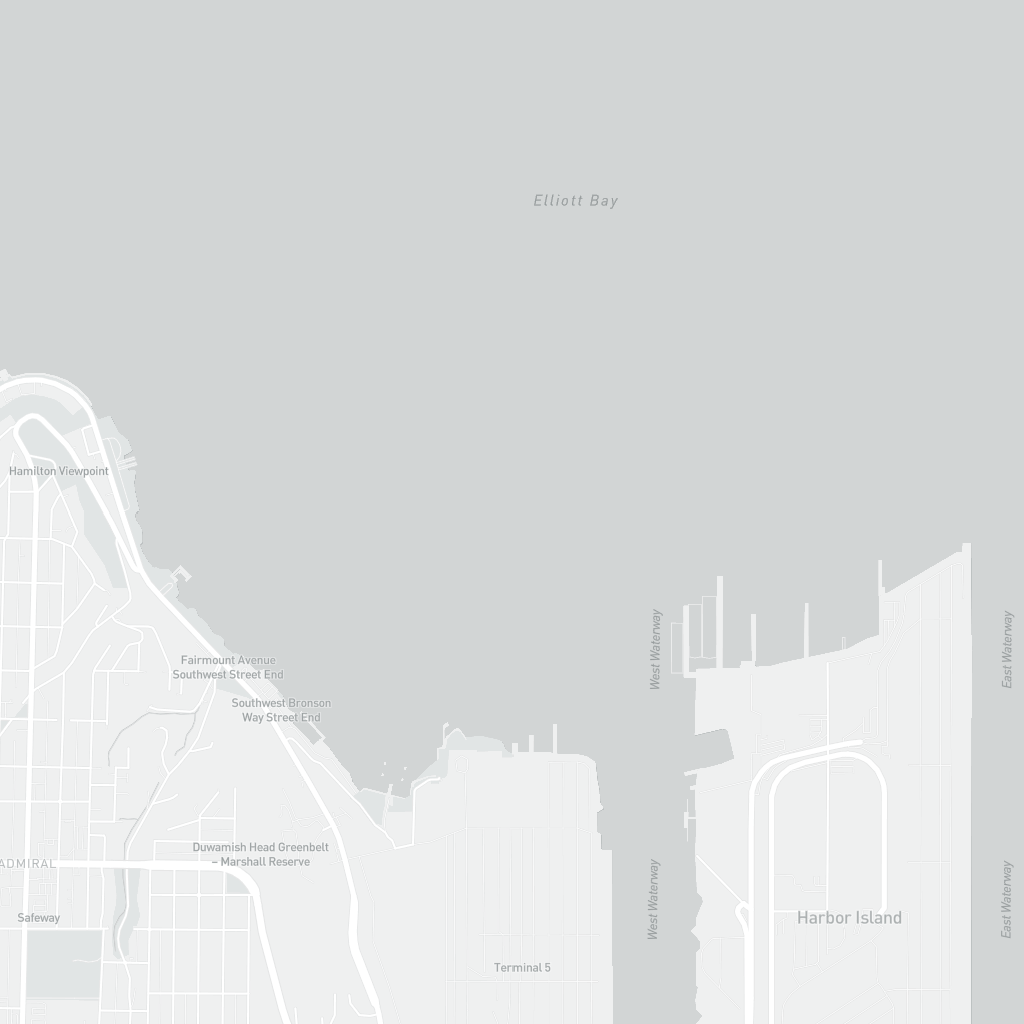 Elliott Bay
Hamilton Viewpoint
West Waterway
East Waterway
Fairmount Avenue
Southwest Street End
Southwest Bronson
Way Street End
Duwamish Head Greenbelt
– Marshall Reserve
ADMIRAL
West Waterway
East Waterway
Safeway
Harbor Island
Terminal 5